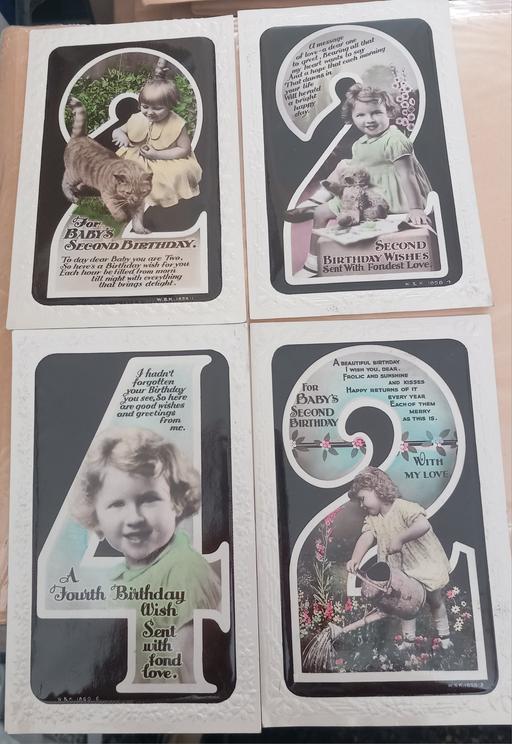 For
BABY'S
SECOND BIRTHDAY.
To day dear Baby you are Two,
So here's a Birthday wish for you
Each hour be filled from morn
till night with everything
that brings delight.
W.B.K.
A message
of love-a dear one
to greet, Bearing all that
my heart wants to say
And a hope that each morning
That dawns in
your life
Will herald
a bright
happy
day.
SECOND
BIRTHDAY WISHES
Sent With Fondest Love.
I hadn't
forgotten
your Birthday
you see, So here
are good wishes
and greetings
From
me.
A
Fourth Birthday
Wish
Sent
with
fond
love.
A BEAUTIFUL BIRTHDAY
I WISH YOU, DEAR.
FROLIC AND SUNSHINE
AND KISSES
HAPPY RETURNS OF IT
EVERY YEAR
EACH OF THEM
MERRY
AS THIS IS.
FOR
BABY'S
SECOND
BIRTHDAY
WITH
MY LOVE